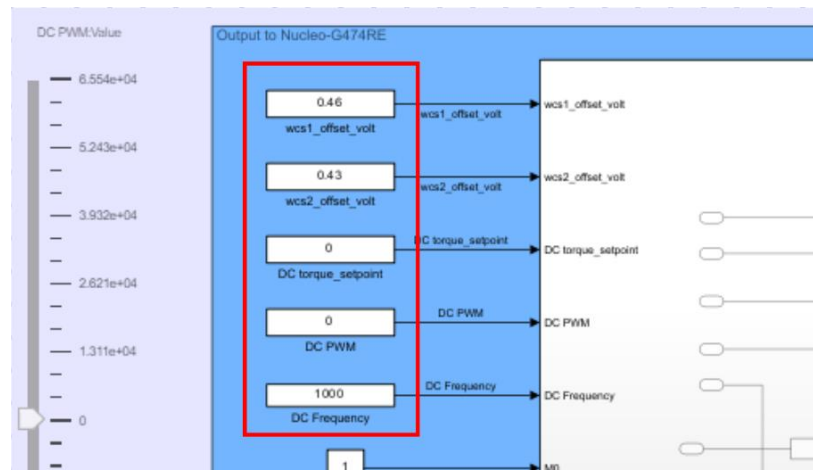 DC PWM:Value
6.554e+04
5.243e+04
3.932e+04
2.621e+04
1.311e+04
0
Output to Nucleo-G474RE
0.46
wcs1_offset_volt
wcs1_offset_volt
wcs1_offset_volt
0.43
wcs2_offset_volt
wcs2_offset_volt
wcs2_offset_volt
0
DC torque_setpoint
DC torque_setpoint
DC torque_setpoint
0
DC PWM
DC PWM
DC PWM
1000
DC Frequency
DC Frequency
DC Frequency
1
M0